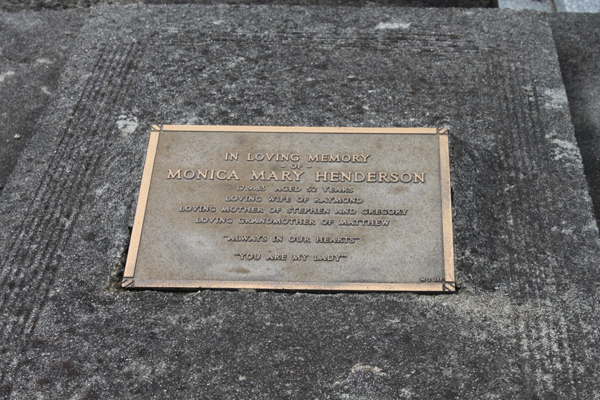 IN LOVING MEMORY
- OF -
MONICA MARY HENDERSON
AGED 52 YEARS
LOVING WIFE OF RAYMOND
LOVING MOTHER OF STEPHEN AND GREGORY
LOVING GRANDMOTHER OF MATTHEW
"ALWAYS IN OUR HEARTS"
"YOU ARE MY LADY"